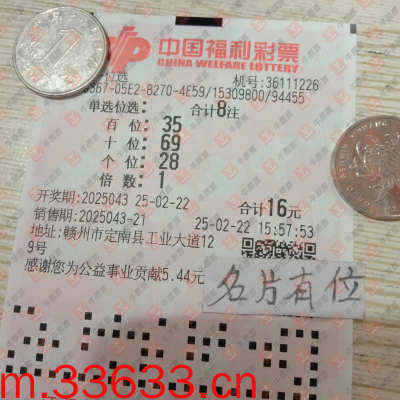 中国福利彩票
CHINA WELFARE LOTTERY
位选 机号:36111226
5567-05E2-B270-4E59/15309800/94455
单选位选: 合计8注
百 位: 35
十 位: 69
个 位: 28
倍 数: 1
开奖期:2025043 25-02-22 合计16元
销售期:2025043-21 25-02-22 15:57:53
地址:赣州市定南县工业大道12
9号
感谢您为公益事业贡献5.44元
名片有位
m.33633.cn